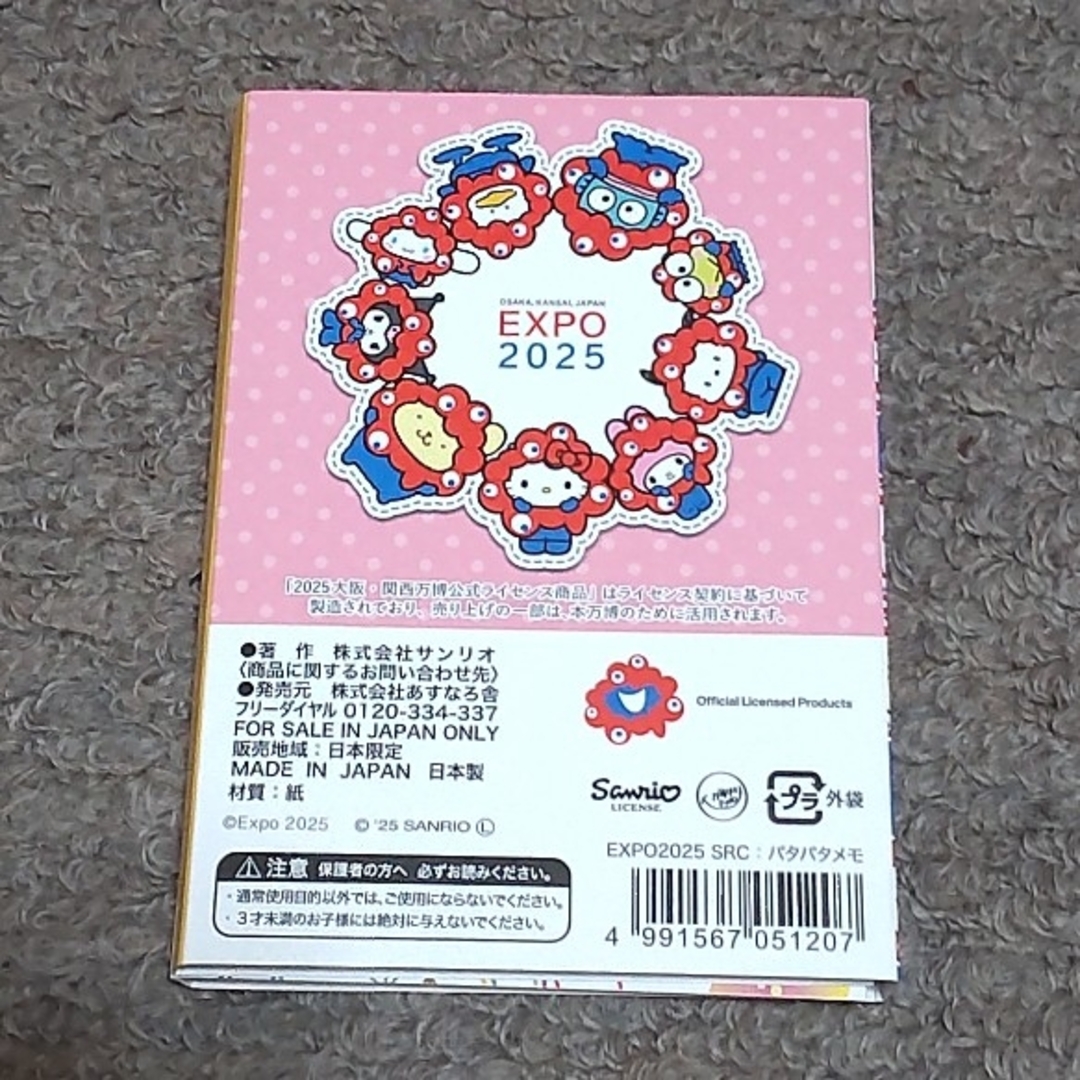 OSAKA, KANSAI, JAPAN
EXPO
2025
「2025大阪・関西万博公式ライセンス商品」はライセンス契約に基づいて
製造されており、売り上げの一部は、本万博のために活用されます。
●著 作 株式会社サンリオ
〈商品に関するお問い合わせ先〉
●発売元 株式会社あすなろ舎
フリーダイヤル 0120-334-337
FOR SALE IN JAPAN ONLY
販売地域：日本限定
MADE IN JAPAN 日本製
材質：紙
©Expo 2025 © '25 SANRIO Ⓛ
Official Licensed Products
Sanrio
LICENSE
プラ 外袋
EXPO2025 SRC：パタパタメモ
4 991567 051207
⚠注意 保護者の方へ 必ずお読みください。
・通常使用目的以外では、ご使用にならないでください。
・3才未満のお子様には絶対に与えないでください。